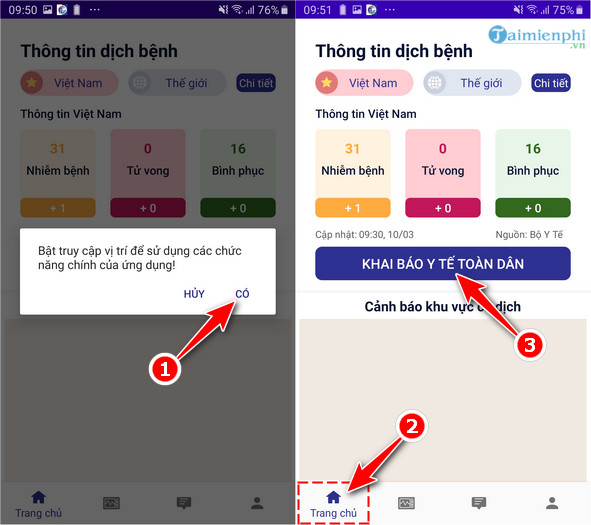 09:50
76%
Thông tin dịch bệnh
Việt Nam
Thế giới
Chi tiết
Thông tin Việt Nam
31
0
16
Nhiễm bệnh
Tử vong
Bình phục
+ 1
+ 0
+ 0
Bật truy cập vị trí để sử dụng các chức
năng chính của ứng dụng!
HỦY
CÓ
1
Trang chủ
09:51
75%
Taimienphi
.vn
Thông tin dịch bệnh
Việt Nam
Thế giới
Chi tiết
Thông tin Việt Nam
31
0
16
Nhiễm bệnh
Tử vong
Bình phục
+ 1
+ 0
+ 0
Cập nhật: 09:30, 10/03
Nguồn: Bộ Y Tế
KHAI BÁO Y TẾ TOÀN DÂN
Cảnh báo khu vực dịch
3
2
Trang chủ